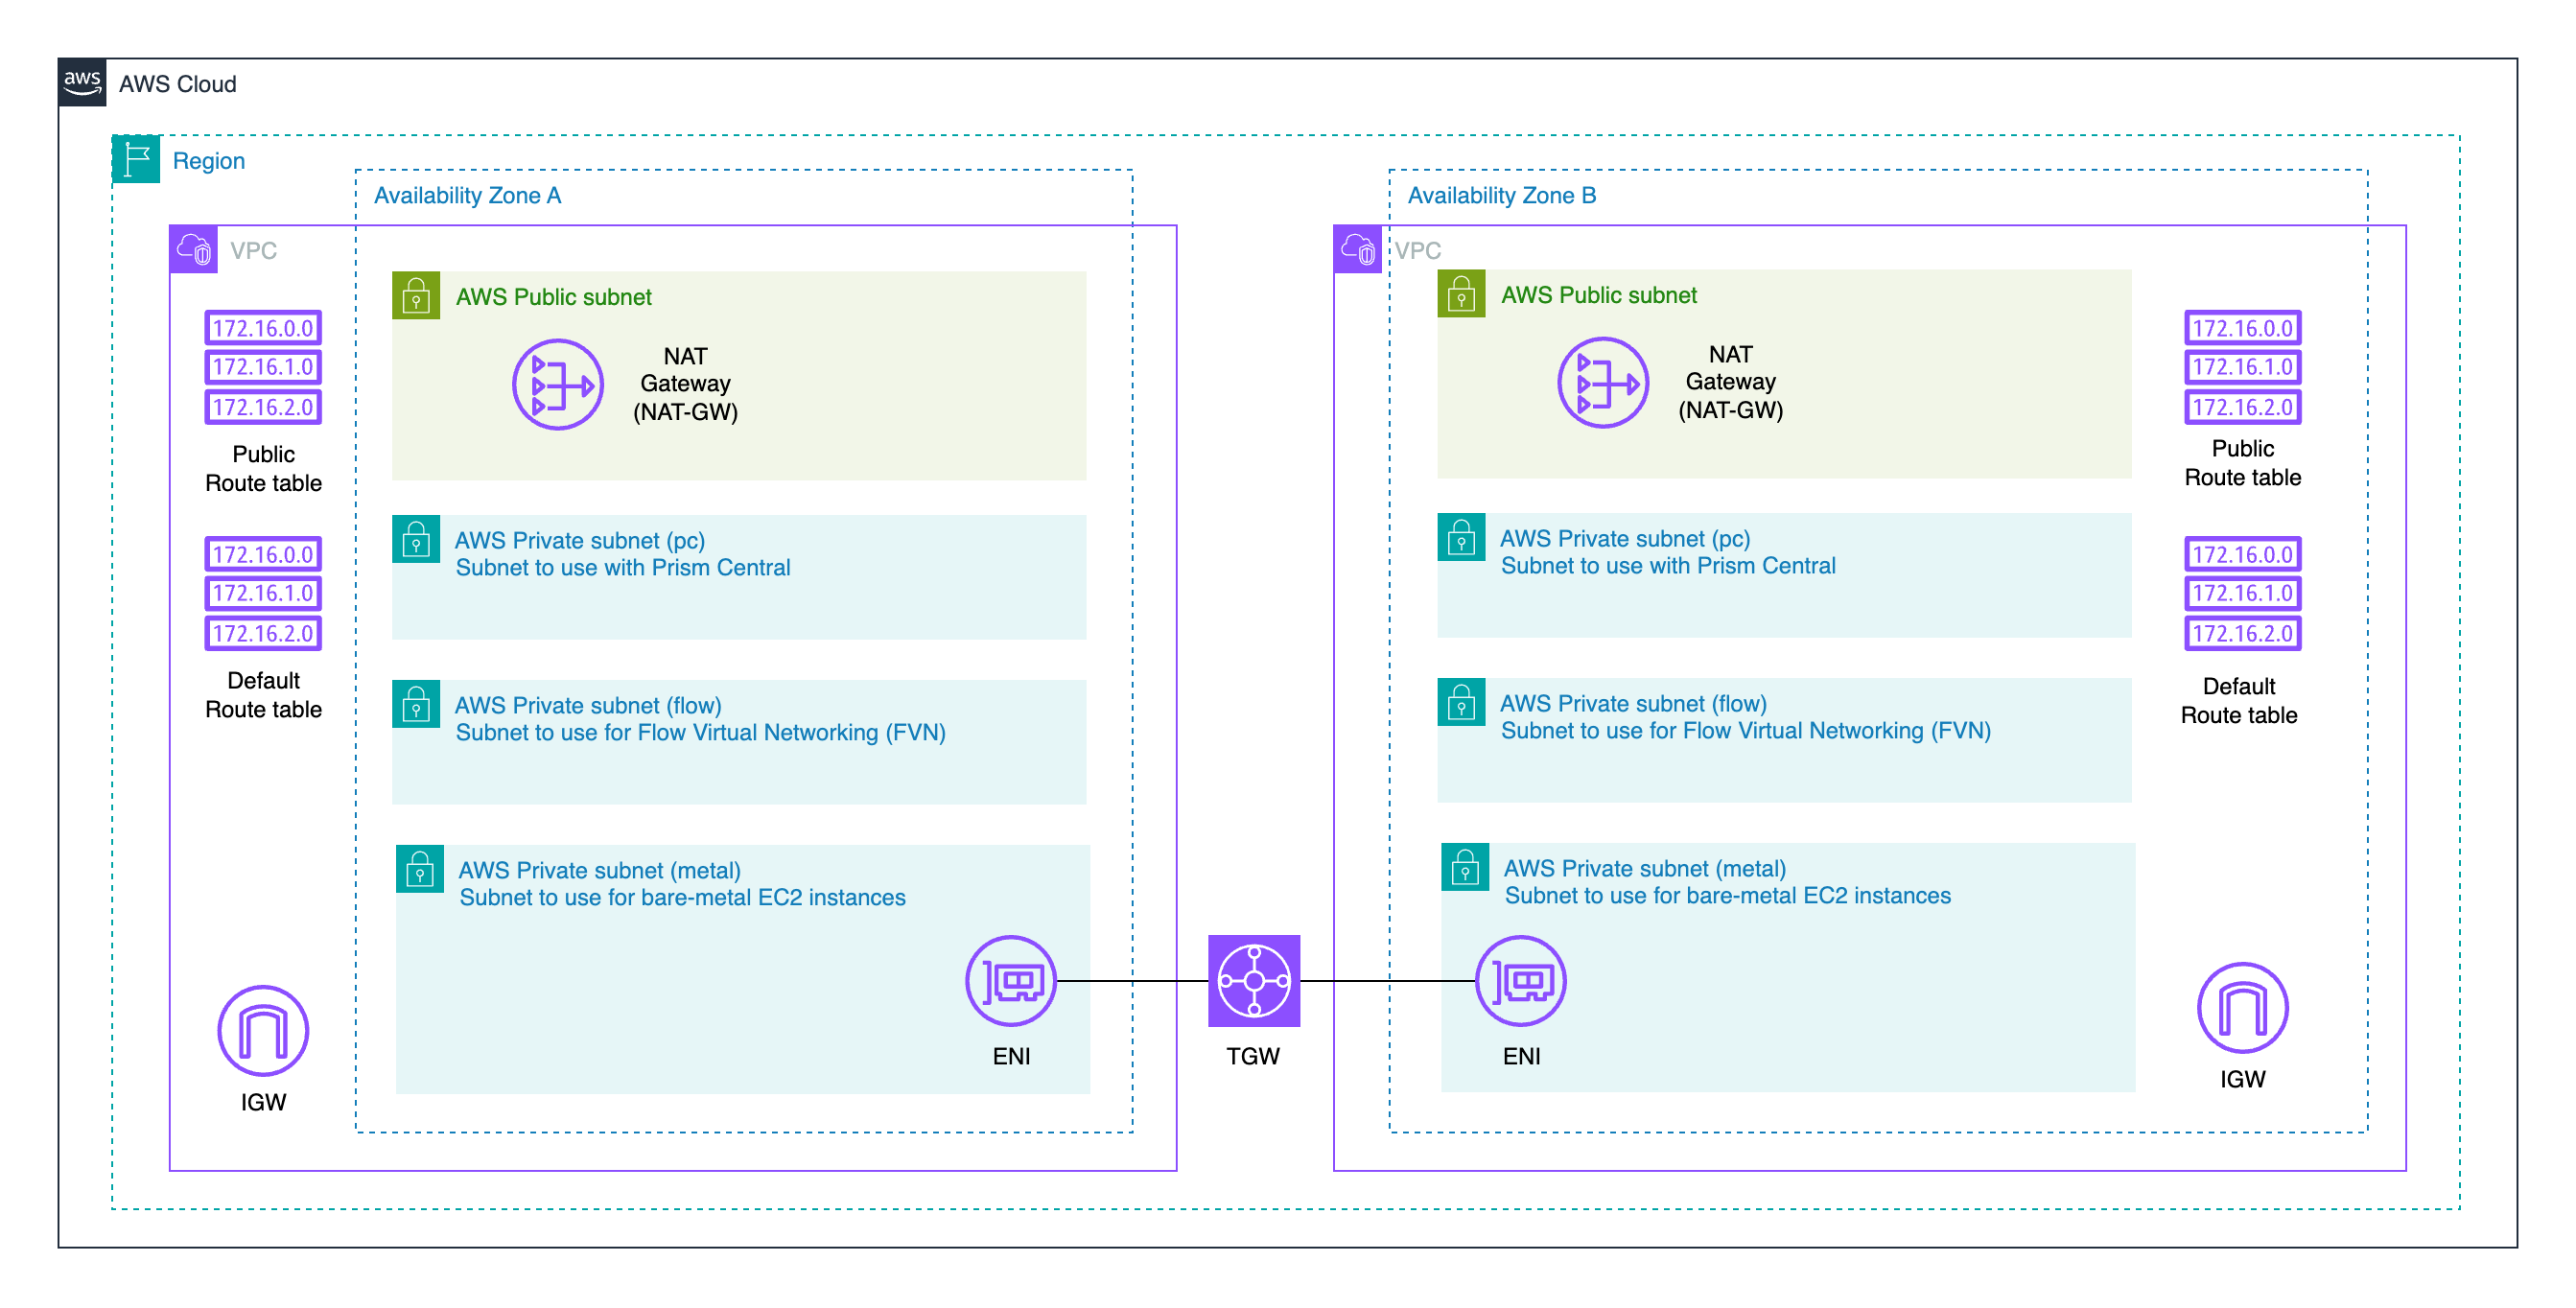 aws
AWS Cloud
Region
Availability Zone A
VPC
172.16.0.0
172.16.1.0
172.16.2.0
Public
Route table
172.16.0.0
172.16.1.0
172.16.2.0
Default
Route table
IGW
AWS Public subnet
NAT
Gateway
(NAT-GW)
AWS Private subnet (pc)
Subnet to use with Prism Central
AWS Private subnet (flow)
Subnet to use for Flow Virtual Networking (FVN)
AWS Private subnet (metal)
Subnet to use for bare-metal EC2 instances
ENI
TGW
Availability Zone B
VPC
AWS Public subnet
NAT
Gateway
(NAT-GW)
AWS Private subnet (pc)
Subnet to use with Prism Central
AWS Private subnet (flow)
Subnet to use for Flow Virtual Networking (FVN)
AWS Private subnet (metal)
Subnet to use for bare-metal EC2 instances
ENI
172.16.0.0
172.16.1.0
172.16.2.0
Public
Route table
172.16.0.0
172.16.1.0
172.16.2.0
Default
Route table
IGW